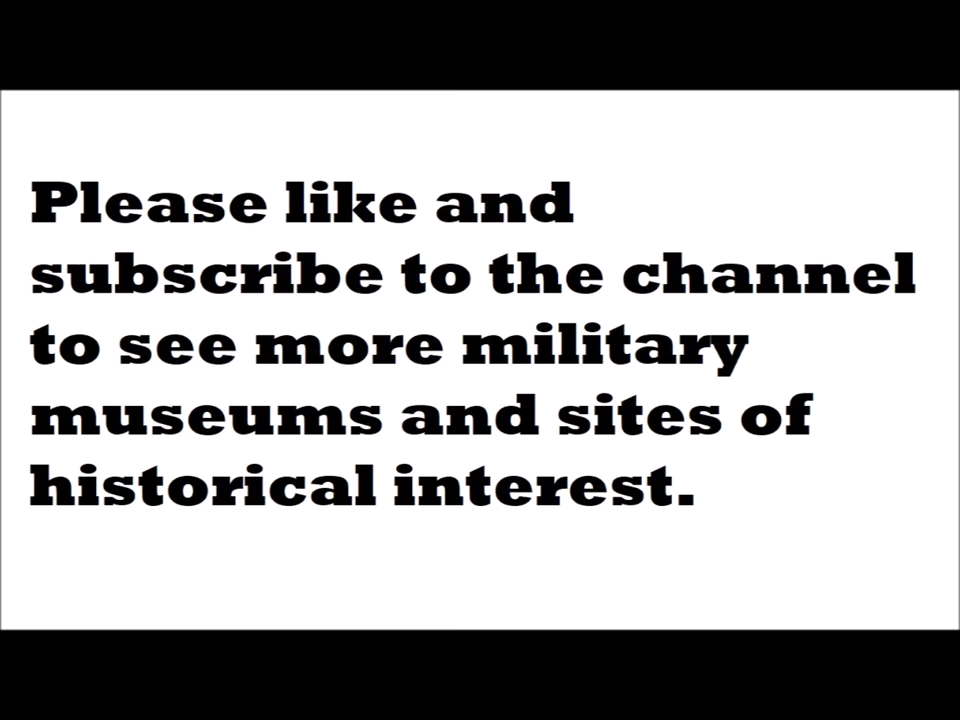 Please like and
subscribe to the channel
to see more military
museums and sites of
historical interest.